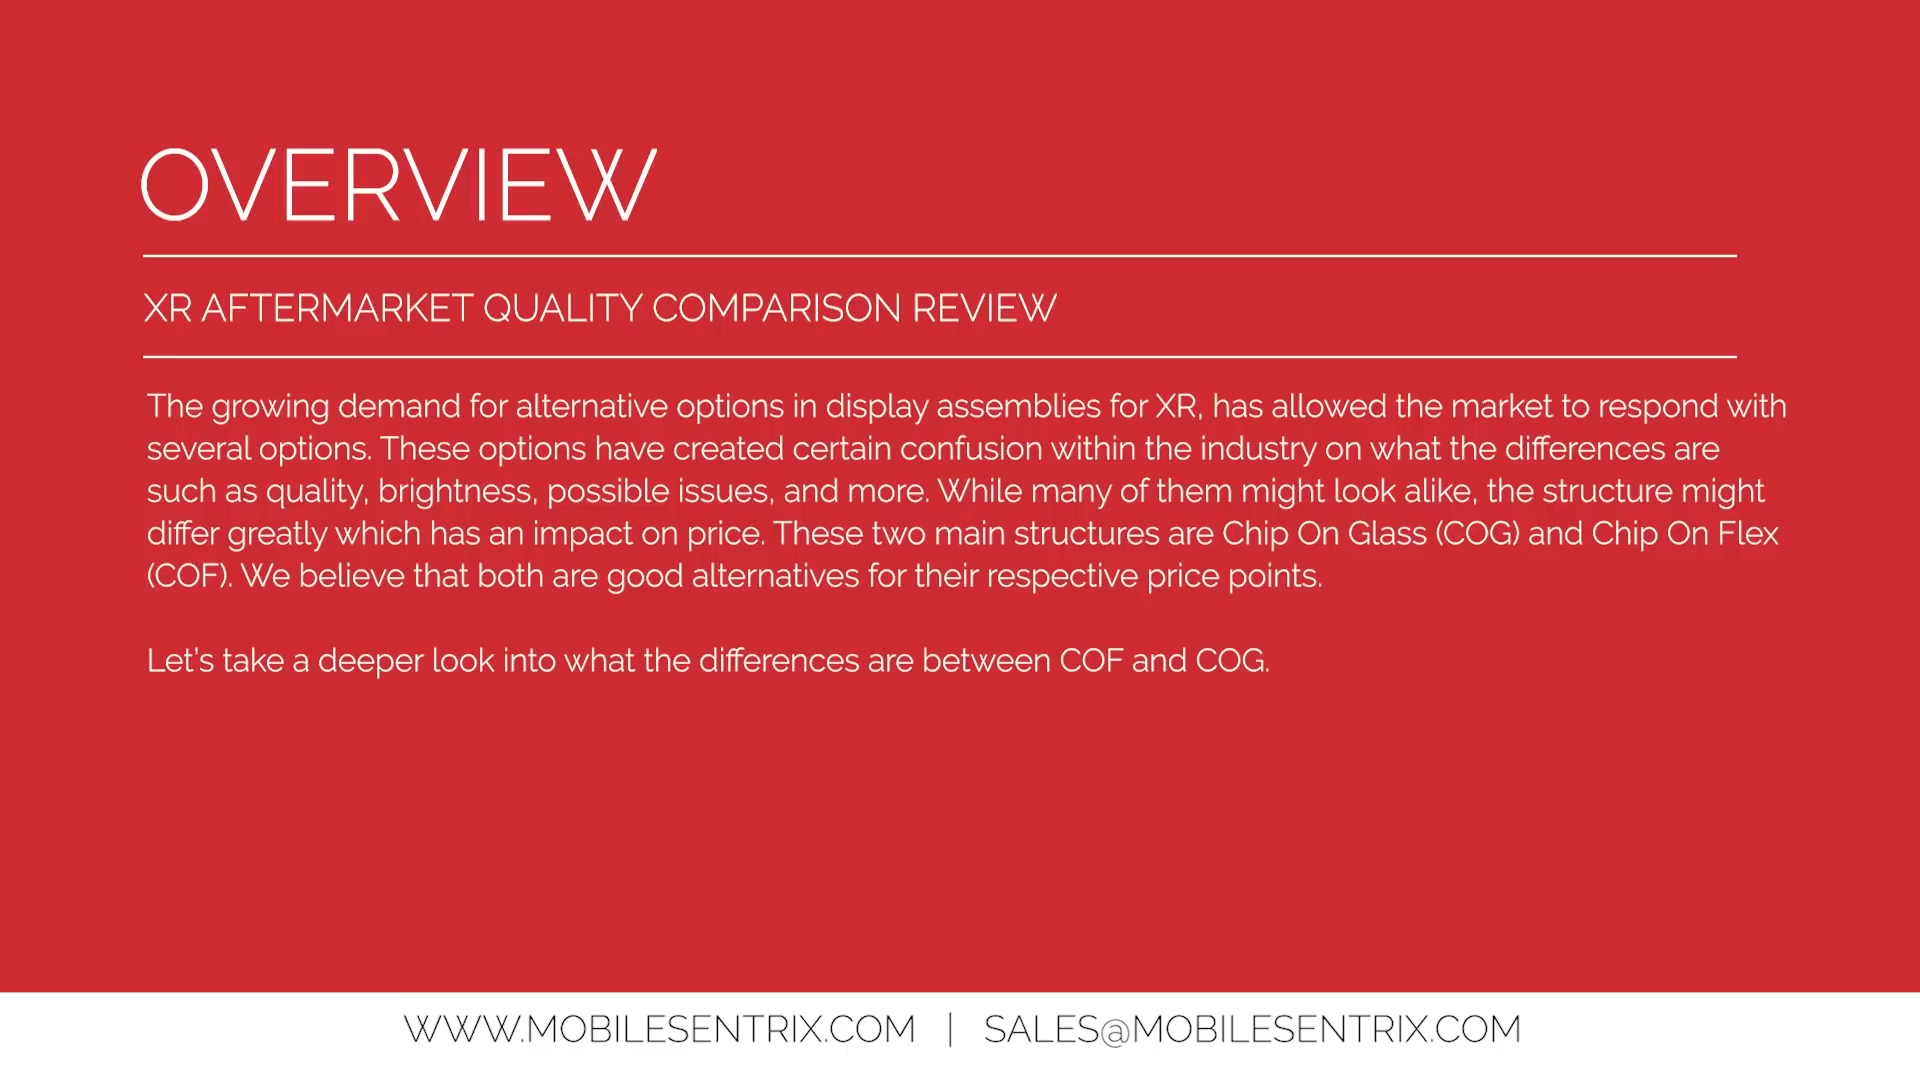 OVERVIEW
XR AFTERMARKET QUALITY COMPARISON REVIEW
The growing demand for alternative options in display assemblies for XR, has allowed the market to respond with
several options. These options have created certain confusion within the industry on what the differences are
such as quality, brightness, possible issues, and more. While many of them might look alike, the structure might
differ greatly which has an impact on price. These two main structures are Chip On Glass (COG) and Chip On Flex
(COF). We believe that both are good alternatives for their respective price points.
Let's take a deeper look into what the differences are between COF and COG.
WWW.MOBILESENTRIX.COM | SALES@MOBILESENTRIX.COM